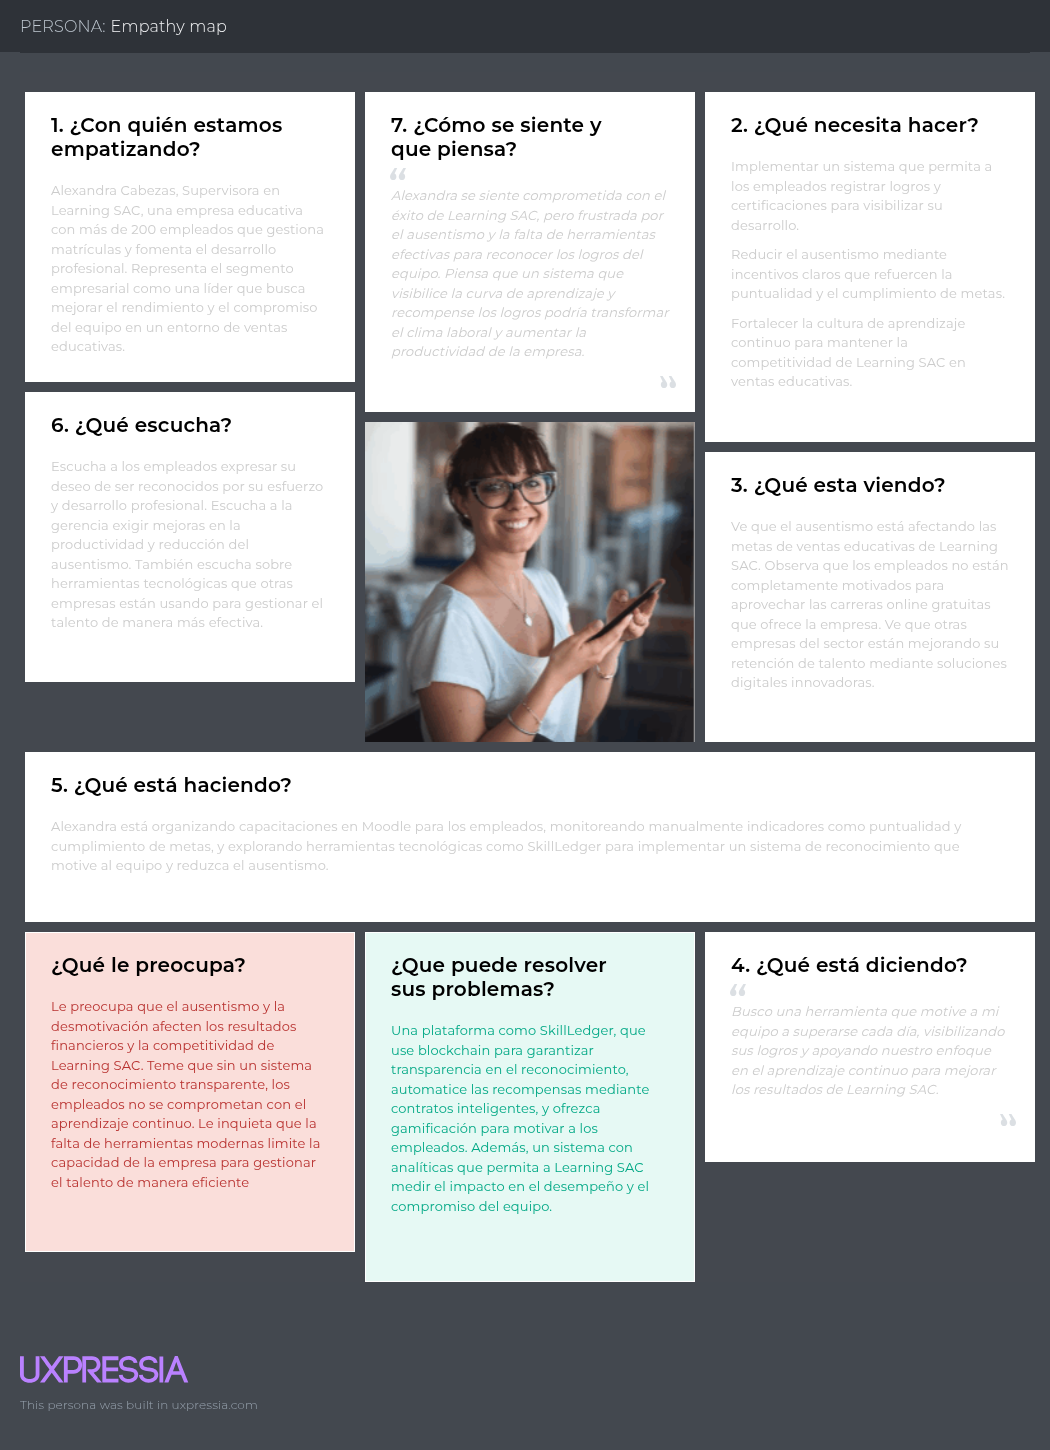 PERSONA: Empathy map
1. ¿Con quién estamos
empatizando?
Alexandra Cabezas, Supervisora en
Learning SAC, una empresa educativa
con más de 200 empleados que gestiona
matrículas y fomenta el desarrollo
profesional. Representa el segmento
empresarial como una líder que busca
mejorar el rendimiento y el compromiso
del equipo en un entorno de ventas
educativas.
7. ¿Cómo se siente y
que piensa?
“
Alexandra se siente comprometida con el
éxito de Learning SAC, pero frustrada por
el ausentismo y la falta de herramientas
efectivas para reconocer los logros del
equipo. Piensa que un sistema que
visibilice la curva de aprendizaje y
recompense los logros podría transformar
el clima laboral y aumentar la
productividad de la empresa.
”
2. ¿Qué necesita hacer?
Implementar un sistema que permita a
los empleados registrar logros y
certificaciones para visibilizar su
desarrollo.
Reducir el ausentismo mediante
incentivos claros que refuercen la
puntualidad y el cumplimiento de metas.
Fortalecer la cultura de aprendizaje
continuo para mantener la
competitividad de Learning SAC en
ventas educativas.
6. ¿Qué escucha?
Escucha a los empleados expresar su
deseo de ser reconocidos por su esfuerzo
y desarrollo profesional. Escucha a la
gerencia exigir mejoras en la
productividad y reducción del
ausentismo. También escucha sobre
herramientas tecnológicas que otras
empresas están usando para gestionar el
talento de manera más efectiva.
3. ¿Qué esta viendo?
Ve que el ausentismo está afectando las
metas de ventas educativas de Learning
SAC. Observa que los empleados no están
completamente motivados para
aprovechar las carreras online gratuitas
que ofrece la empresa. Ve que otras
empresas del sector están mejorando su
retención de talento mediante soluciones
digitales innovadoras.
5. ¿Qué está haciendo?
Alexandra está organizando capacitaciones en Moodle para los empleados, monitoreando manualmente indicadores como puntualidad y
cumplimiento de metas, y explorando herramientas tecnológicas como SkillLedger para implementar un sistema de reconocimiento que
motive al equipo y reduzca el ausentismo.
¿Qué le preocupa?
Le preocupa que el ausentismo y la
desmotivación afecten los resultados
financieros y la competitividad de
Learning SAC. Teme que sin un sistema
de reconocimiento transparente, los
empleados no se comprometan con el
aprendizaje continuo. Le inquieta que la
falta de herramientas modernas limite la
capacidad de la empresa para gestionar
el talento de manera eficiente
¿Que puede resolver
sus problemas?
Una plataforma como SkillLedger, que
use blockchain para garantizar
transparencia en el reconocimiento,
automatice las recompensas mediante
contratos inteligentes, y ofrezca
gamificación para motivar a los
empleados. Además, un sistema con
analíticas que permita a Learning SAC
medir el impacto en el desempeño y el
compromiso del equipo.
4. ¿Qué está diciendo?
“
Busco una herramienta que motive a mi
equipo a superarse cada día, visibilizando
sus logros y apoyando nuestro enfoque
en el aprendizaje continuo para mejorar
los resultados de Learning SAC.
”
UXPRESSIA
This persona was built in uxpressia.com